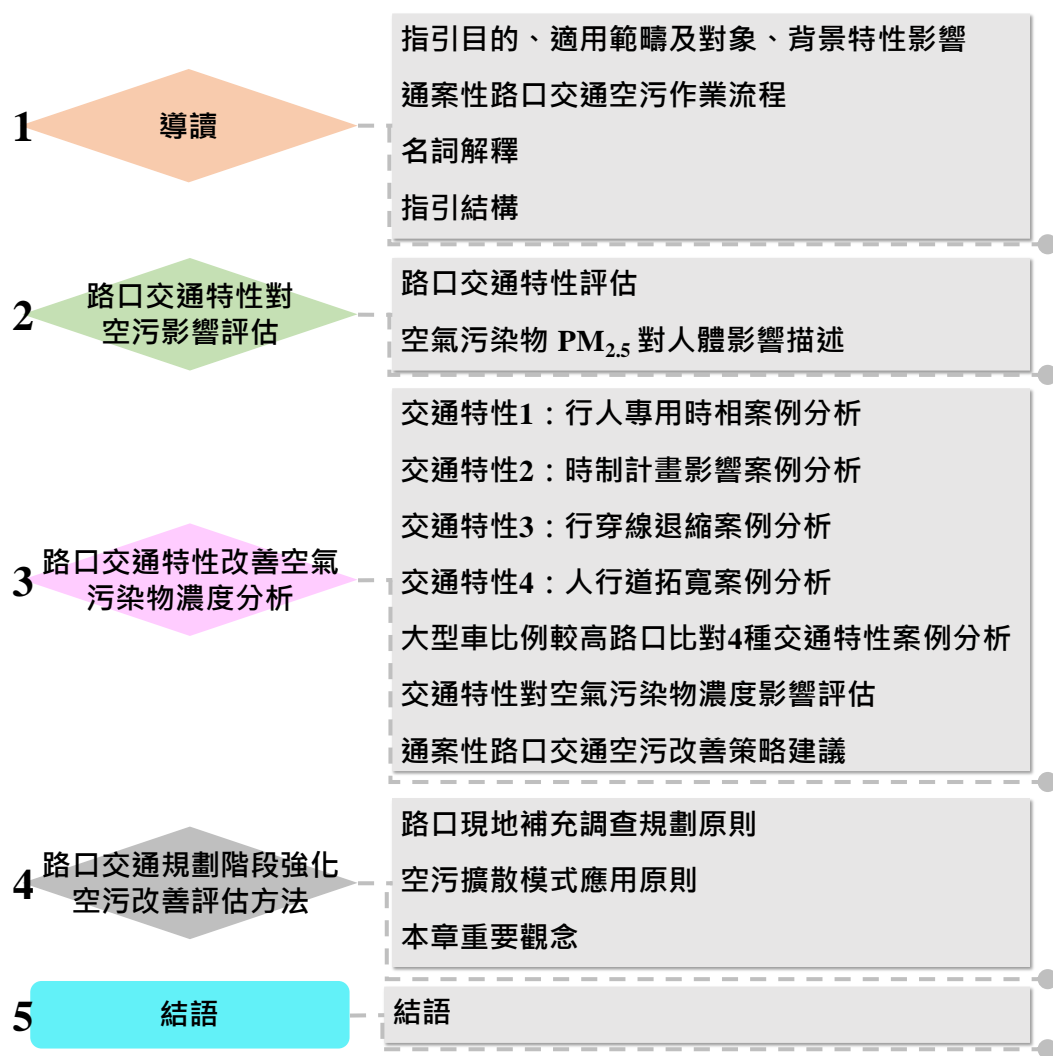 1
導讀
指引目的、適用範疇及對象、背景特性影響
通案性路口交通空污作業流程
名詞解釋
指引結構
2
路口交通特性對
空污影響評估
路口交通特性評估
空氣污染物 PM2.5 對人體影響描述
3
路口交通特性改善空氣
污染物濃度分析
交通特性1：行人專用時相案例分析
交通特性2：時制計畫影響案例分析
交通特性3：行穿線退縮案例分析
交通特性4：人行道拓寬案例分析
大型車比例較高路口比對4種交通特性案例分析
交通特性對空氣污染物濃度影響評估
通案性路口交通空污改善策略建議
4
路口交通規劃階段強化
空污改善評估方法
路口現地補充調查規劃原則
空污擴散模式應用原則
本章重要觀念
5
結語
結語